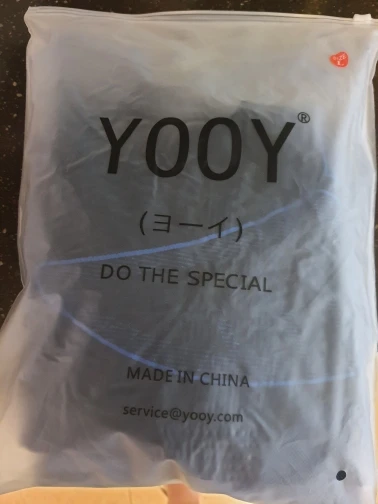 YOOY®
(ヨーイ)
DO THE SPECIAL
MADE IN CHINA
service@yooy.com